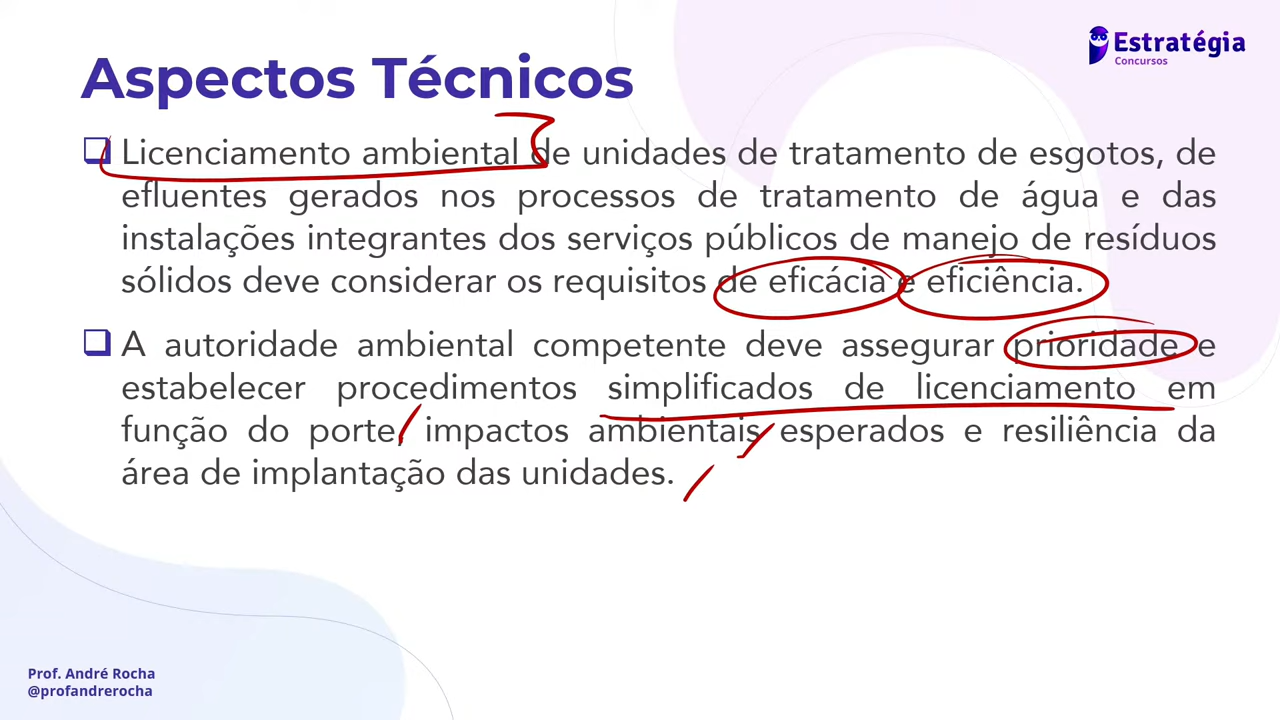 Estratégia
Concursos
Aspectos Técnicos
Licenciamento ambiental de unidades de tratamento de esgotos, de
efluentes gerados nos processos de tratamento de água e das
instalações integrantes dos serviços públicos de manejo de resíduos
sólidos deve considerar os requisitos de eficácia e eficiência.
A autoridade ambiental competente deve assegurar prioridade e
estabelecer procedimentos simplificados de licenciamento em
função do porte, impactos ambientais esperados e resiliência da
área de implantação das unidades.
Prof. André Rocha
@profandrerocha